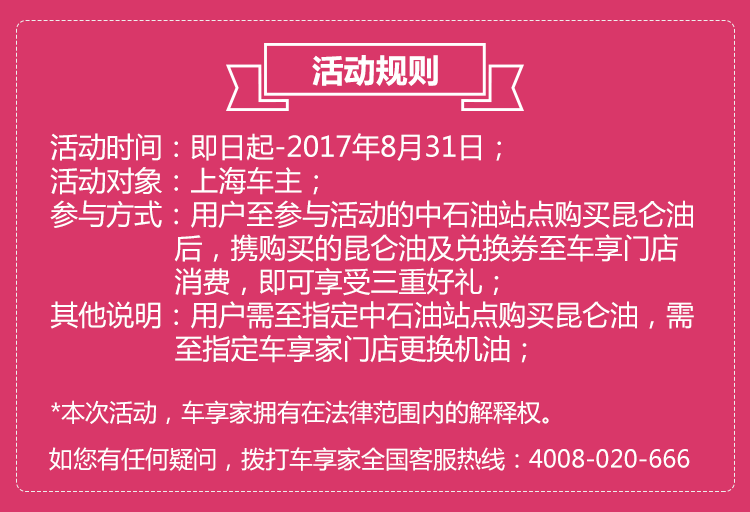 活动规则
活动时间：即日起-2017年8月31日；
活动对象：上海车主；
参与方式：用户至参与活动的中石油站点购买昆仑油
后，携购买的昆仑油及兑换券至车享门店
消费，即可享受三重好礼；
其他说明：用户需至指定中石油站点购买昆仑油，需
至指定车享家门店更换机油；
*本次活动，车享家拥有在法律范围内的解释权。
如您有任何疑问，拨打车享家全国客服热线：4008-020-666